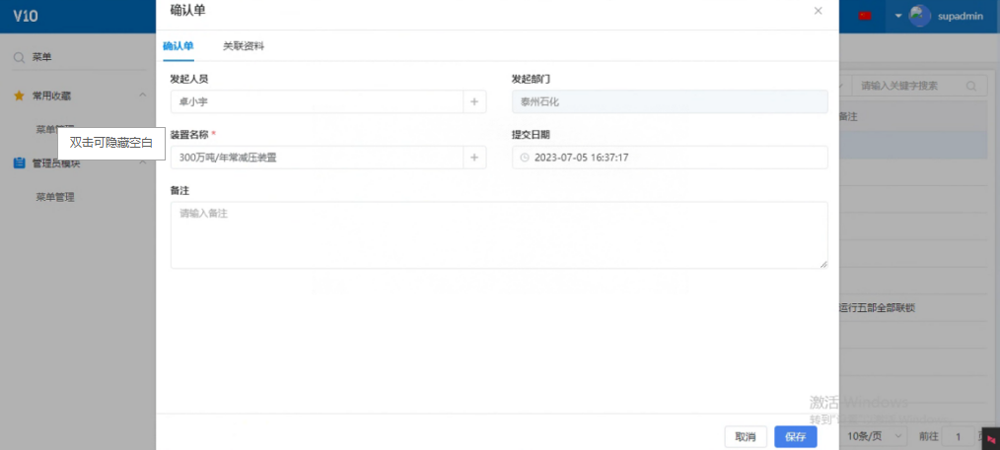 V10
确认单
supadmin
菜单
确认单
关联资料
请输入关键字搜索
常用收藏
发起人员
发起部门
卓小宇
泰州石化
备注
菜单管理
双击可隐藏空白
装置名称 *
提交日期
管理员模块
300万吨/年常减压装置
2023-07-05 16:37:17
菜单管理
备注
请输入备注
运行五部全部联锁
激活 Windows
取消
保存
10条/页
前往
1